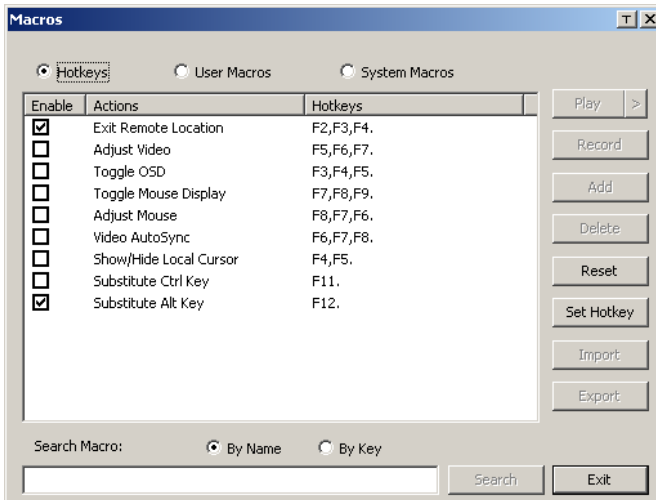 Macros
Hotkeys User Macros System Macros
Enable Actions Hotkeys
Exit Remote Location F2,F3,F4.
Adjust Video F5,F6,F7.
Toggle OSD F3,F4,F5.
Toggle Mouse Display F7,F8,F9.
Adjust Mouse F8,F7,F6.
Video AutoSync F6,F7,F8.
Show/Hide Local Cursor F4,F5.
Substitute Ctrl Key F11.
Substitute Alt Key F12.
Play >
Record
Add
Delete
Reset
Set Hotkey
Import
Export
Search Macro: By Name By Key
Search Exit